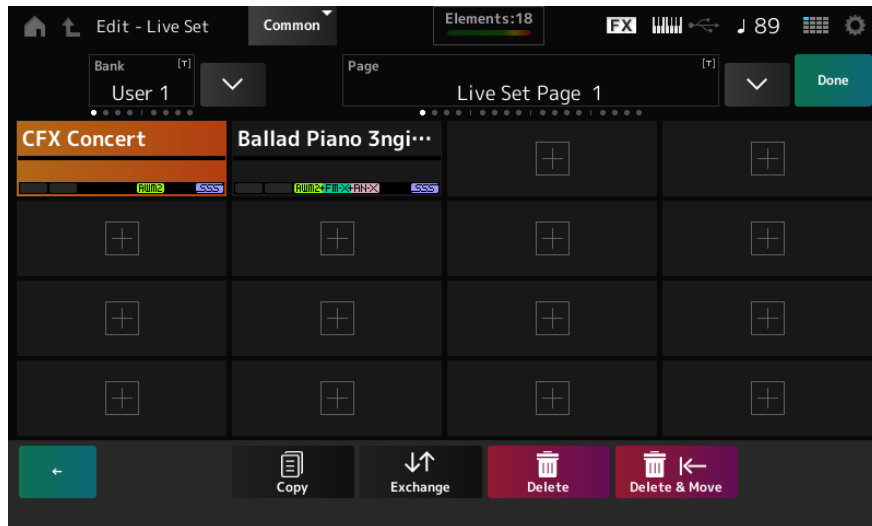 Edit - Live Set
Common
Elements:18
FX
♩ 89
Bank
[T]
User 1
Page
[T]
Live Set Page 1
Done
CFX Concert
Ballad Piano 3ngi⋯
AWM2
SSS
AWM2+FM-X+AN-X
SSS
Copy
Exchange
Delete
Delete & Move